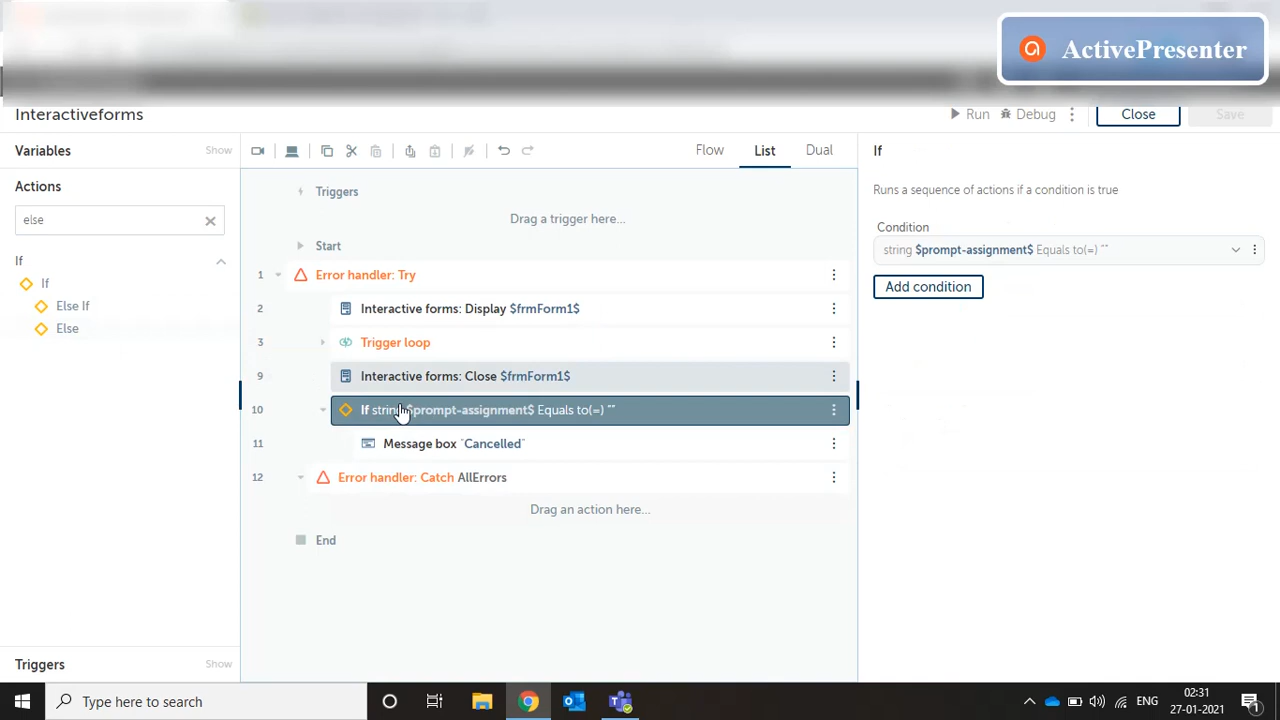 ActivePresenter
Interactiveforms
Run
Debug
Close
Save
Variables
Show
Flow
List
Dual
If
Actions
Triggers
Runs a sequence of actions if a condition is true
else
Drag a trigger here...
Condition
Start
string $prompt-assignment$ Equals to(=) ""
If
1
Error handler: Try
If
Add condition
Else If
2
Interactive forms: Display $frmForm1$
Else
3
Trigger loop
9
Interactive forms: Close $frmForm1$
10
If string $prompt-assignment$ Equals to(=) ""
11
Message box "Cancelled"
12
Error handler: Catch AllErrors
Drag an action here...
End
Triggers
Show
Type here to search
ENG
02:31
27-01-2021
1